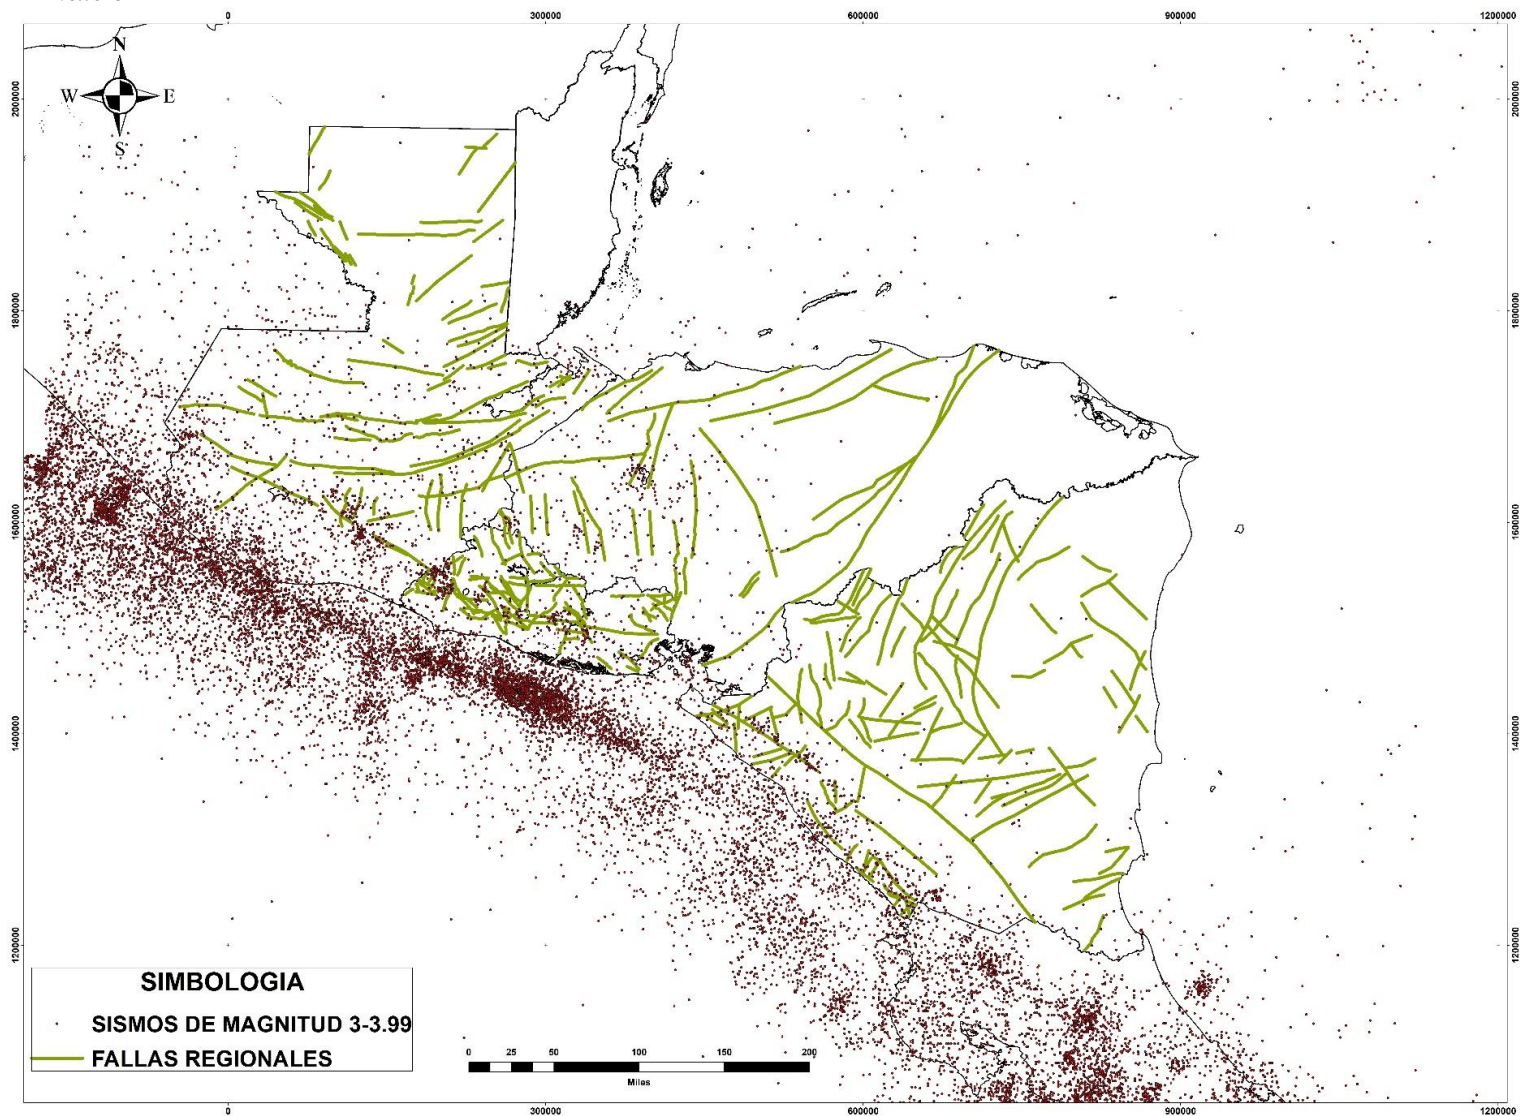 0 300000 600000 900000 1200000
N
W E
S
2000000 2000000
1800000 1800000
1600000 1600000
1400000 1400000
1200000 1200000
SIMBOLOGIA
SISMOS DE MAGNITUD 3-3.99
FALLAS REGIONALES
0 25 50 100 150 200
Miles
0 300000 600000 900000 1200000